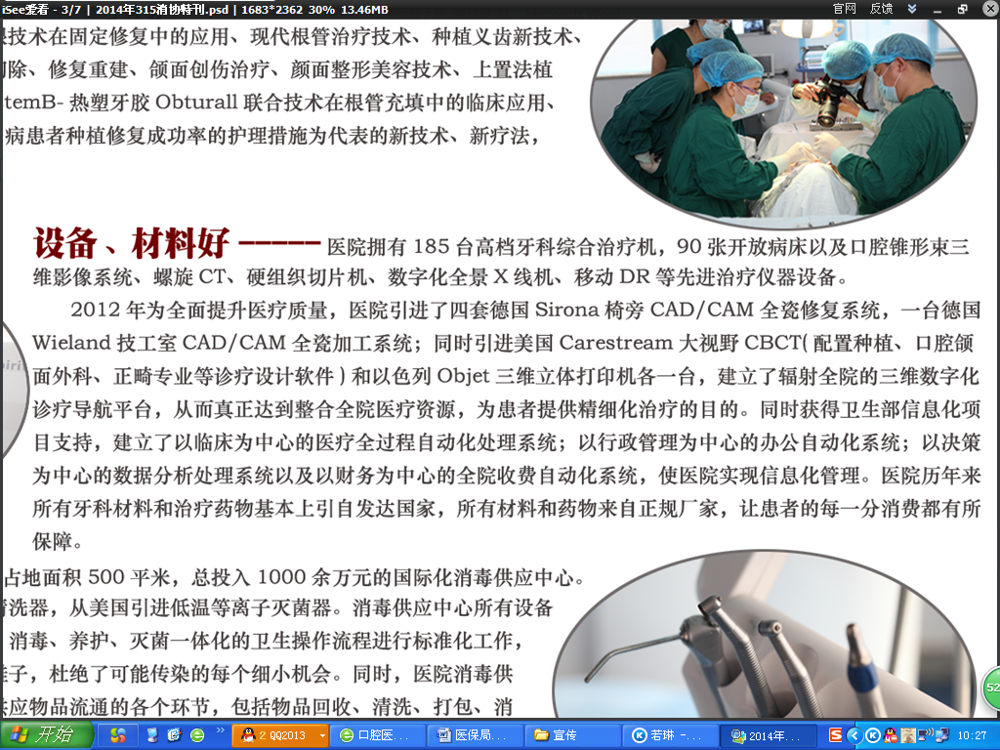 iSee爱看 - 3/7 | 2014年315消协特刊.psd | 1683*2362 30% 13.46MB
官网 反馈
技术在固定修复中的应用、现代根管治疗技术、种植义齿新技术、
除、修复重建、颌面创伤治疗、颜面整形美容技术、上置法植
temB- 热塑牙胶 Obturall 联合技术在根管充填中的临床应用、
病患者种植修复成功率的护理措施为代表的新技术、新疗法，
设备、材料好 ----- 医院拥有 185 台高档牙科综合治疗机，90 张开放病床以及口腔锥形束三
维影像系统、螺旋 CT、硬组织切片机、数字化全景 X 线机、移动 DR 等先进治疗仪器设备。
2012 年为全面提升医疗质量，医院引进了四套德国 Sirona 椅旁 CAD/CAM 全瓷修复系统，一台德国
Wieland 技工室 CAD/CAM 全瓷加工系统；同时引进美国 Carestream 大视野 CBCT( 配置种植、口腔颌
面外科、正畸专业等诊疗设计软件 ) 和以色列 Objet 三维立体打印机各一台，建立了辐射全院的三维数字化
诊疗导航平台，从而真正达到整合全院医疗资源，为患者提供精细化治疗的目的。同时获得卫生部信息化项
目支持，建立了以临床为中心的医疗全过程自动化处理系统；以行政管理为中心的办公自动化系统；以决策
为中心的数据分析处理系统以及以财务为中心的全院收费自动化系统，使医院实现信息化管理。医院历年来
所有牙科材料和治疗药物基本上引自发达国家，所有材料和药物来自正规厂家，让患者的每一分消费都有所
保障。
占地面积 500 平米，总投入 1000 余万元的国际化消毒供应中心。
洗器，从美国引进低温等离子灭菌器。消毒供应中心所有设备
消毒、养护、灭菌一体化的卫生操作流程进行标准化工作，
子，杜绝了可能传染的每个细小机会。同时，医院消毒供
应物品流通的各个环节，包括物品回收、清洗、打包、消
52
开始
2 QQ2013
口腔医...
医保局...
宣传
若琳 -...
2014年...
10:27